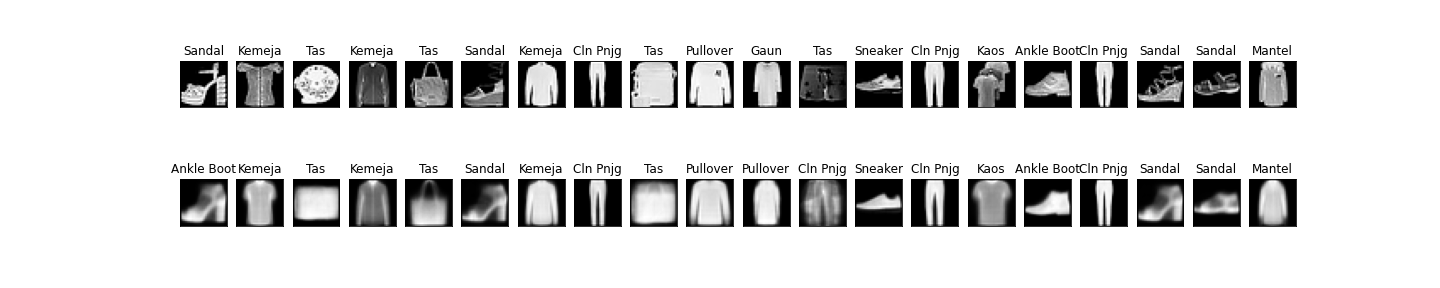 Sandal Kemeja Tas Kemeja Tas Sandal Kemeja Cln Pnjg Tas Pullover Gaun Tas Sneaker Cln Pnjg Kaos Ankle Boot Cln Pnjg Sandal Sandal Mantel
Ankle Boot Kemeja Tas Kemeja Tas Sandal Kemeja Cln Pnjg Tas Pullover Pullover Cln Pnjg Sneaker Cln Pnjg Kaos Ankle Boot Cln Pnjg Sandal Sandal Mantel